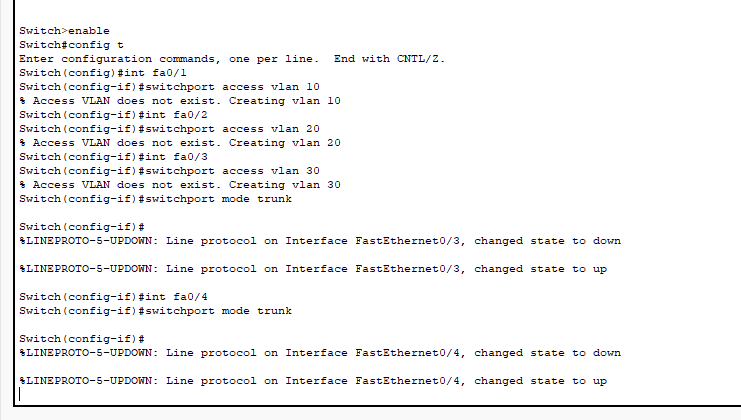 Switch>enable
Switch#config t
Enter configuration commands, one per line.  End with CNTL/Z.
Switch(config)#int fa0/1
Switch(config-if)#switchport access vlan 10
% Access VLAN does not exist. Creating vlan 10
Switch(config-if)#int fa0/2
Switch(config-if)#switchport access vlan 20
% Access VLAN does not exist. Creating vlan 20
Switch(config-if)#int fa0/3
Switch(config-if)#switchport access vlan 30
% Access VLAN does not exist. Creating vlan 30
Switch(config-if)#switchport mode trunk
Switch(config-if)#
%LINEPROTO-5-UPDOWN: Line protocol on Interface FastEthernet0/3, changed state to down
%LINEPROTO-5-UPDOWN: Line protocol on Interface FastEthernet0/3, changed state to up
Switch(config-if)#int fa0/4
Switch(config-if)#switchport mode trunk
Switch(config-if)#
%LINEPROTO-5-UPDOWN: Line protocol on Interface FastEthernet0/4, changed state to down
%LINEPROTO-5-UPDOWN: Line protocol on Interface FastEthernet0/4, changed state to up